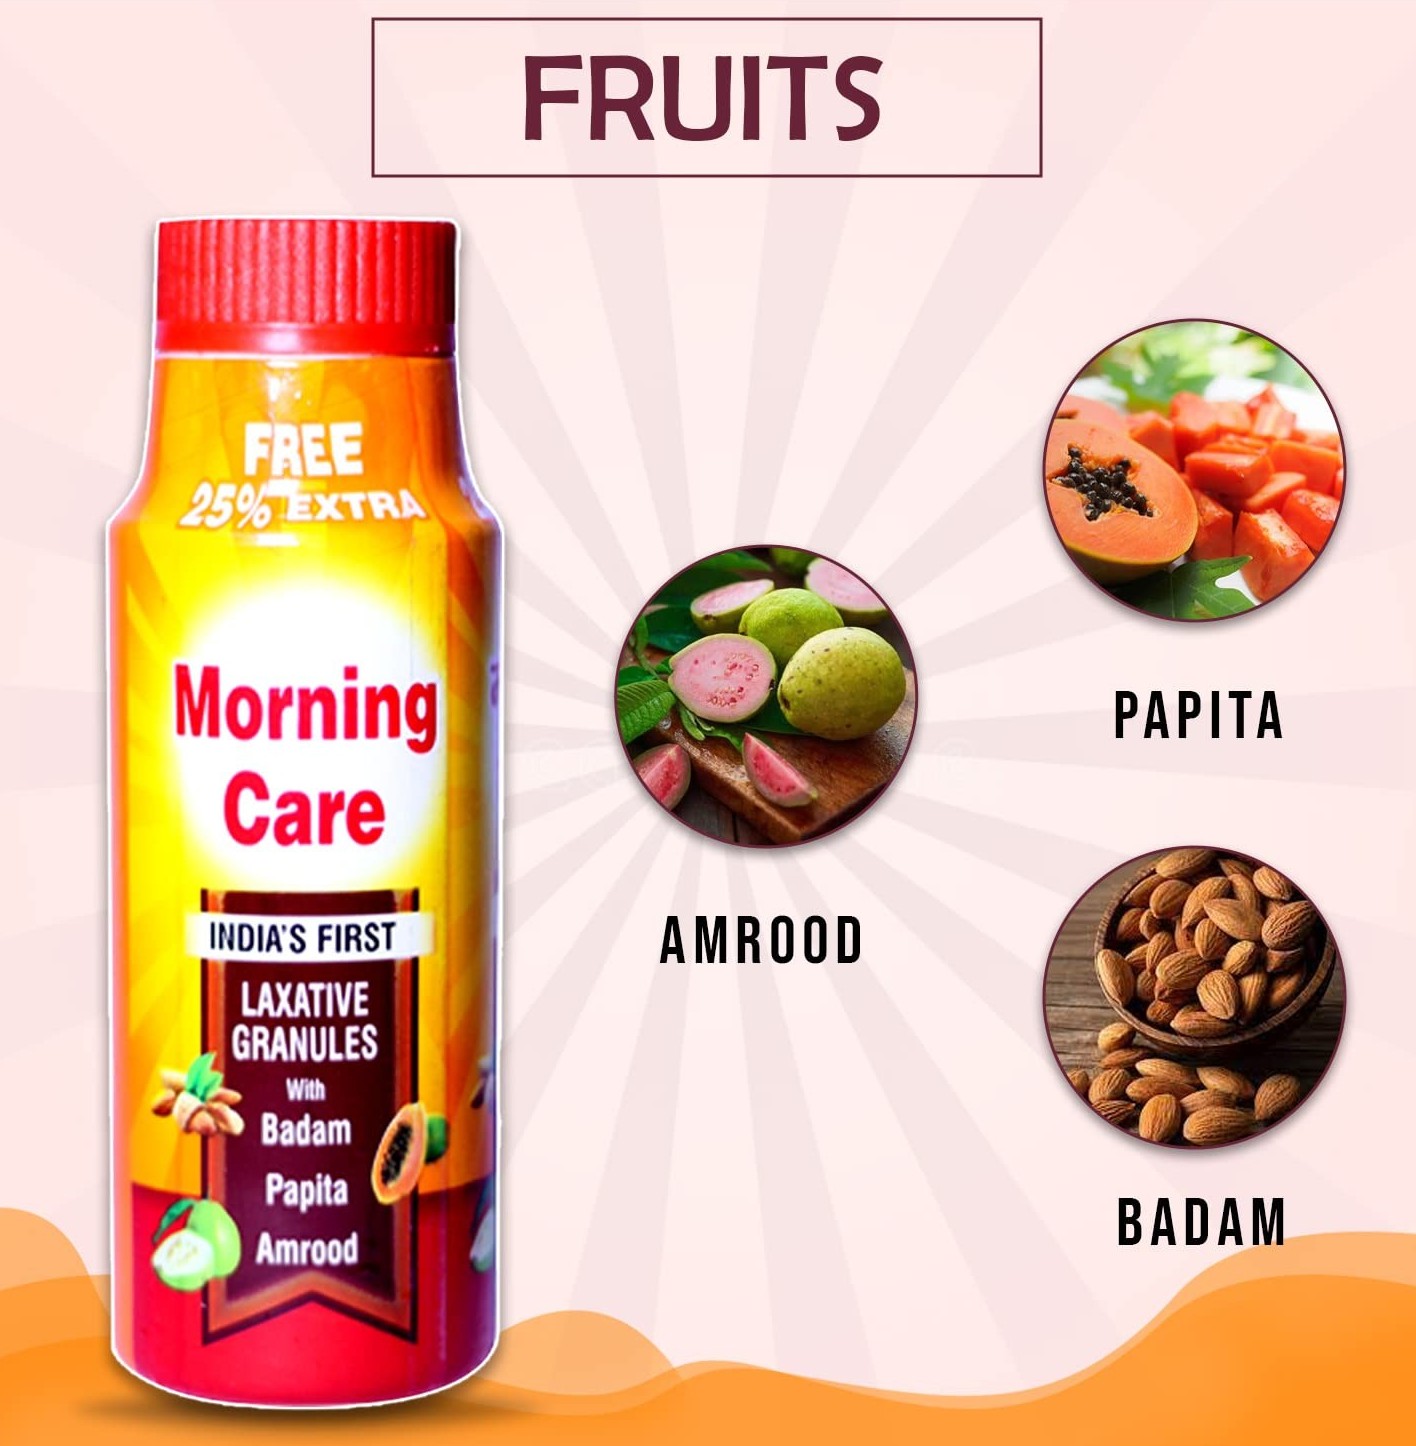 FRUITS
FREE
25% EXTRA
Morning
Care
INDIA'S FIRST
LAXATIVE
GRANULES
With
Badam
Papita
Amrood
PAPITA
AMROOD
BADAM